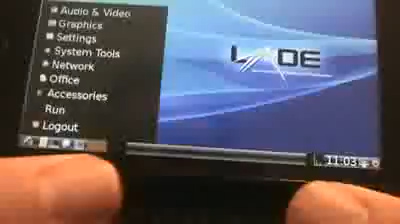 Audio & Video
Graphics
Settings
System Tools
Network
Office
Accessories
Run
Logout
LXDE
11:03